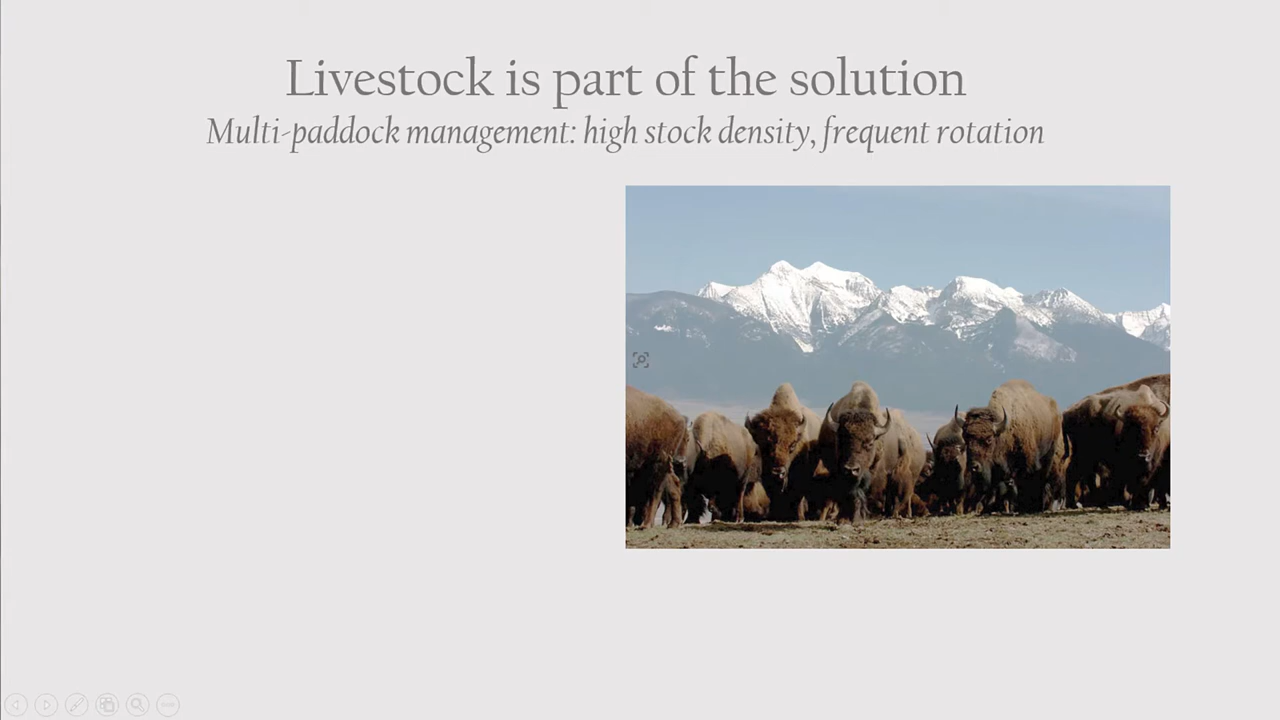 Livestock is part of the solution
Multi-paddock management: high stock density, frequent rotation